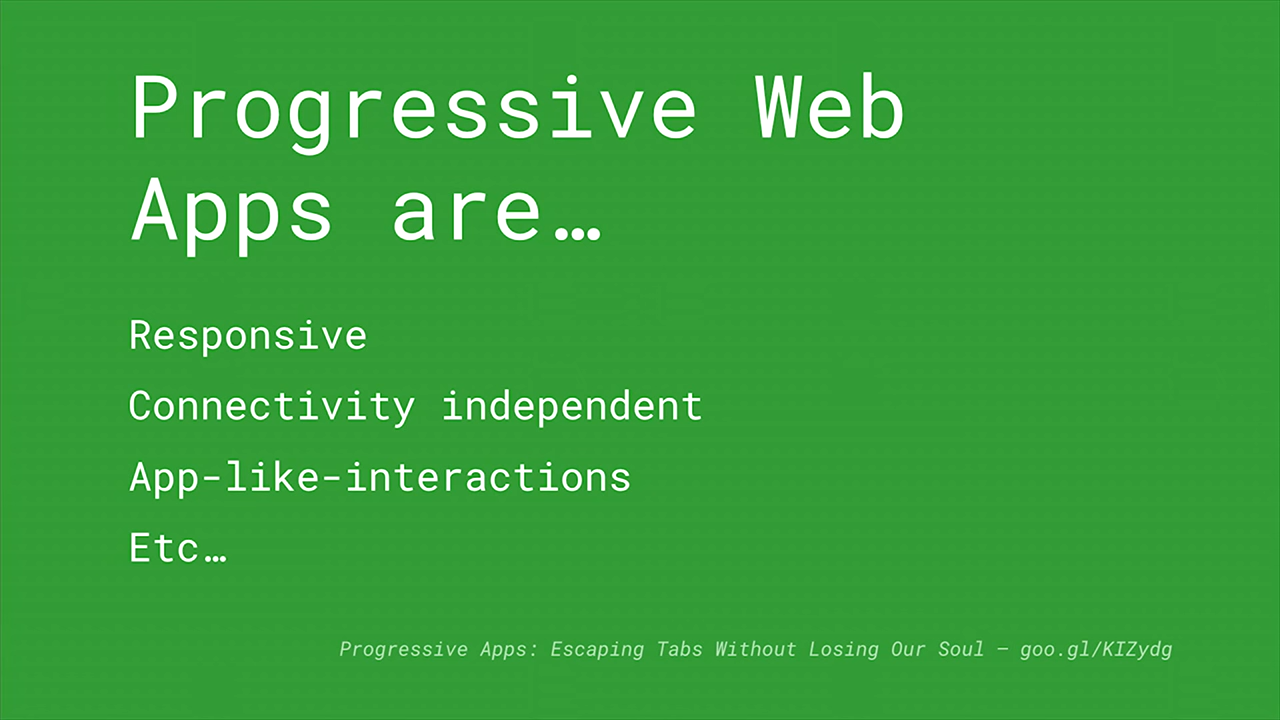 Progressive Web
Apps are…
Responsive
Connectivity independent
App-like-interactions
Etc…
Progressive Apps: Escaping Tabs Without Losing Our Soul – goo.gl/KIZydg